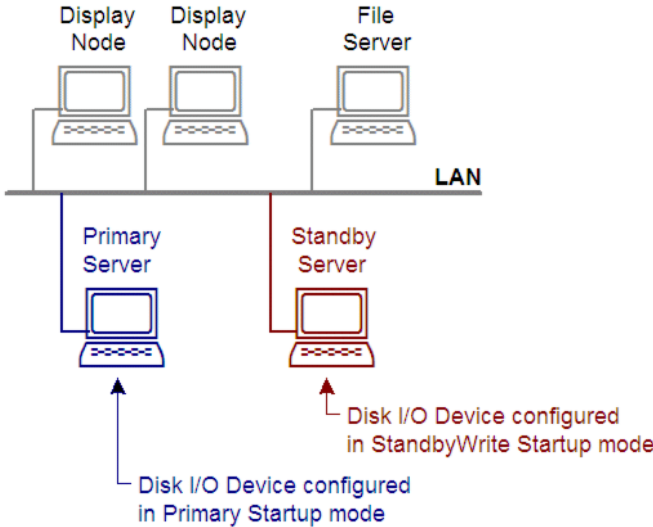 Display
Node
Display
Node
File
Server
LAN
Primary
Server
Standby
Server
Disk I/O Device configured
in StandbyWrite Startup mode
Disk I/O Device configured
in Primary Startup mode